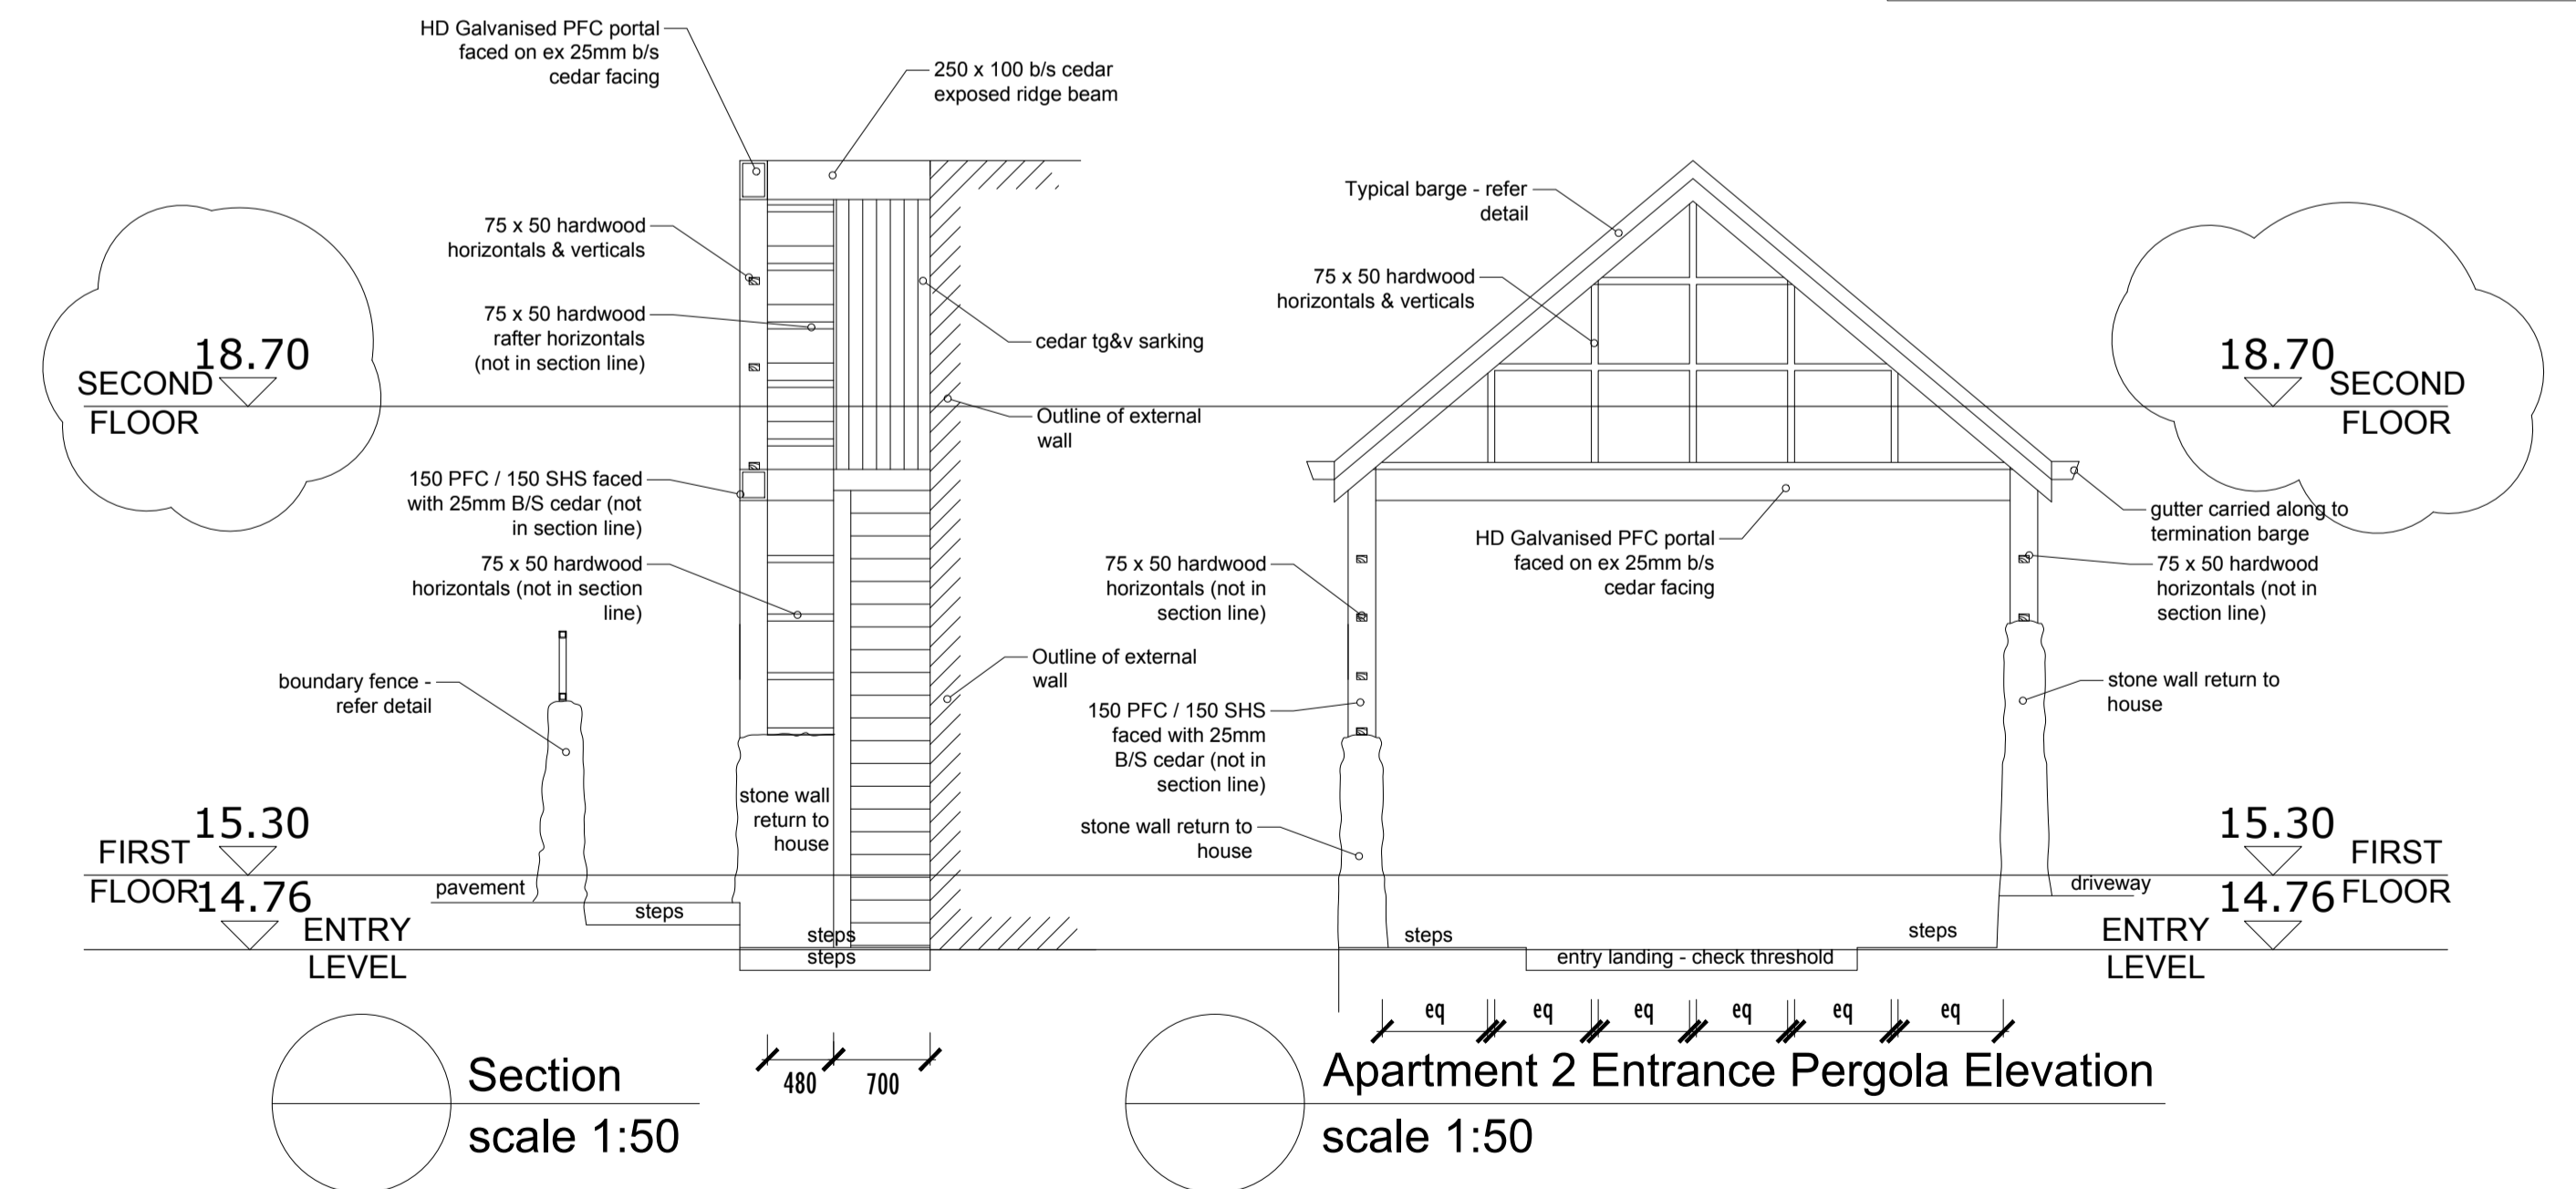 HD Galvanised PFC portal
faced on ex 25mm b/s
cedar facing
250 x 100 b/s cedar
exposed ridge beam
75 x 50 hardwood
horizontals & verticals
75 x 50 hardwood
rafter horizontals
(not in section line)
cedar tg&v sarking
Outline of external
wall
18.70
SECOND
FLOOR
150 PFC / 150 SHS faced
with 25mm B/S cedar (not
in section line)
75 x 50 hardwood
horizontals (not in section
line)
boundary fence -
refer detail
Outline of external
wall
stone wall
return to
house
15.30
FIRST
FLOOR
14.76
ENTRY
LEVEL
pavement
steps
steps
steps
480
700
Section
scale 1:50
Typical barge - refer
detail
75 x 50 hardwood
horizontals & verticals
18.70
SECOND
FLOOR
gutter carried along to
termination barge
HD Galvanised PFC portal
faced on ex 25mm b/s
cedar facing
75 x 50 hardwood
horizontals (not in
section line)
75 x 50 hardwood
horizontals (not in
section line)
150 PFC / 150 SHS
faced with 25mm
B/S cedar (not in
section line)
stone wall return to
house
stone wall return to
house
15.30
FIRST
FLOOR
14.76
ENTRY
LEVEL
driveway
steps
steps
entry landing - check threshold
eq
eq
eq
eq
eq
eq
Apartment 2 Entrance Pergola Elevation
scale 1:50